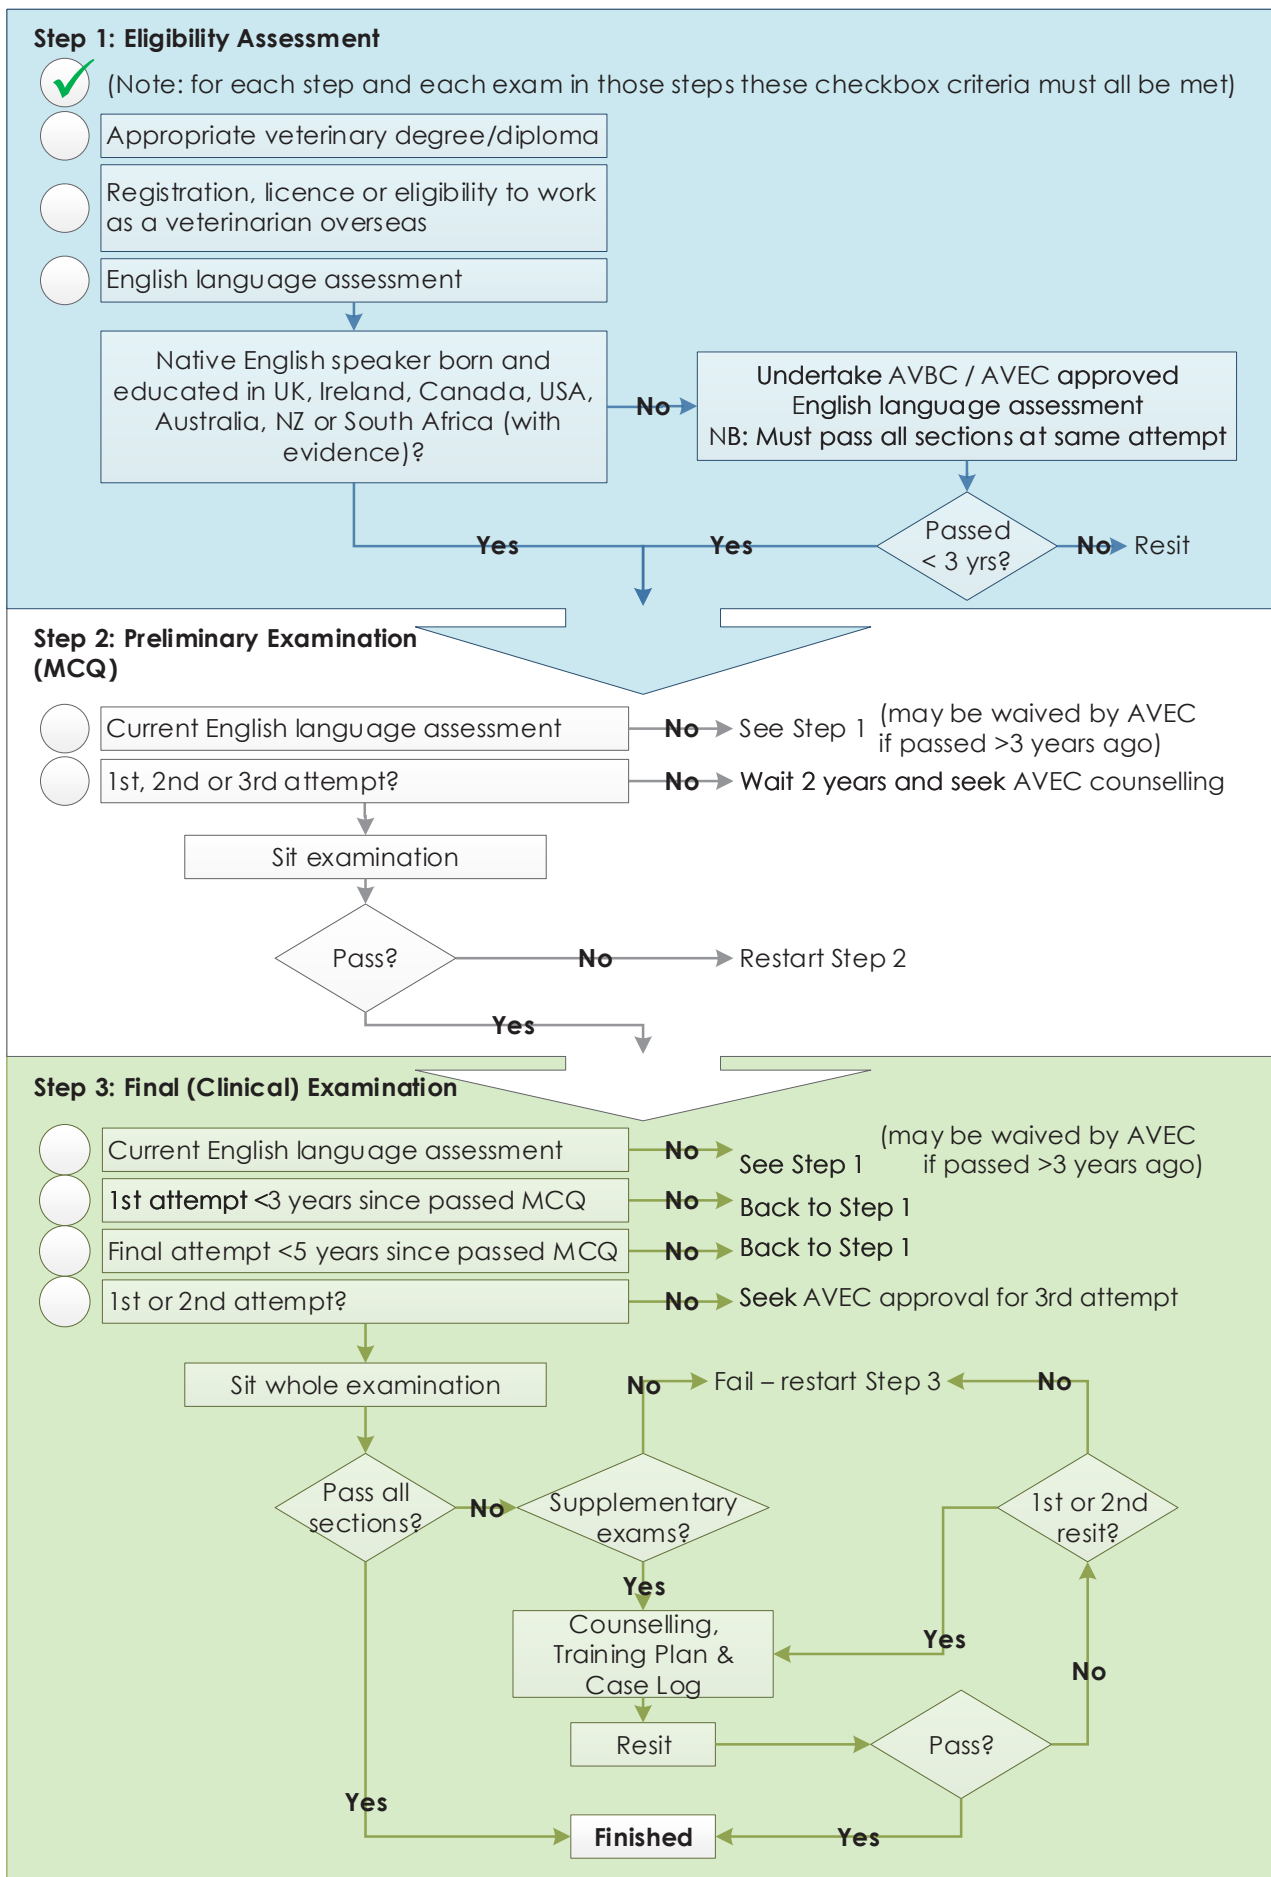 Step 1: Eligibility Assessment
(Note: for each step and each exam in those steps these checkbox criteria must all be met)
Appropriate veterinary degree/diploma
Registration, licence or eligibility to work
as a veterinarian overseas
English language assessment
Native English speaker born and
educated in UK, Ireland, Canada, USA,
Australia, NZ or South Africa (with
evidence)?
No
Undertake AVBC / AVEC approved
English language assessment
NB: Must pass all sections at same attempt
Yes
Yes
Passed
< 3 yrs?
No
Resit
Step 2: Preliminary Examination
(MCQ)
Current English language assessment
No
See Step 1
(may be waived by AVEC
if passed >3 years ago)
1st, 2nd or 3rd attempt?
No
Wait 2 years and seek AVEC counselling
Sit examination
Pass?
No
Restart Step 2
Yes
Step 3: Final (Clinical) Examination
Current English language assessment
No
See Step 1
(may be waived by AVEC
if passed >3 years ago)
1st attempt <3 years since passed MCQ
No
Back to Step 1
Final attempt <5 years since passed MCQ
No
Back to Step 1
1st or 2nd attempt?
No
Seek AVEC approval for 3rd attempt
Sit whole examination
No
Fail – restart Step 3
No
Pass all
sections?
No
Supplementary
exams?
1st or 2nd
resit?
Yes
Counselling,
Training Plan &
Case Log
Yes
No
Resit
Pass?
Yes
Finished
Yes